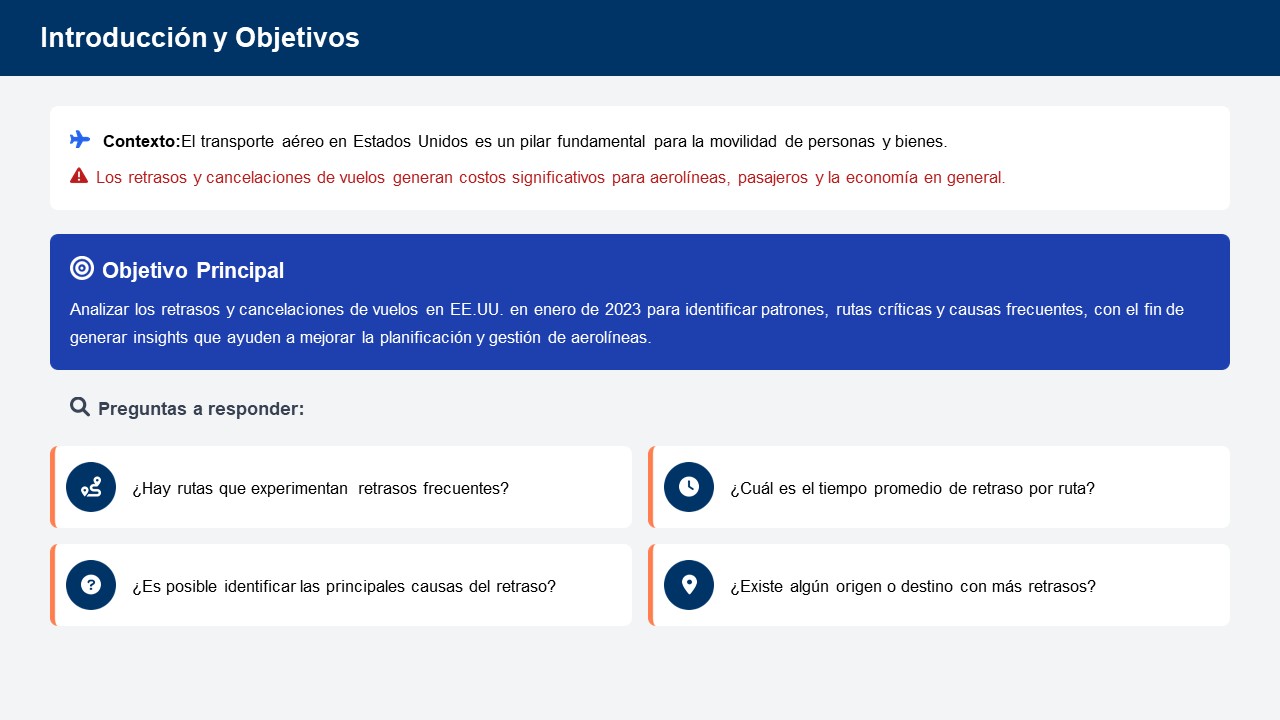 Introducción y Objetivos
Contexto:El transporte aéreo en Estados Unidos es un pilar fundamental para la movilidad de personas y bienes.
Los retrasos y cancelaciones de vuelos generan costos significativos para aerolíneas, pasajeros y la economía en general.
Objetivo Principal
Analizar los retrasos y cancelaciones de vuelos en EE.UU. en enero de 2023 para identificar patrones, rutas críticas y causas frecuentes, con el fin de
generar insights que ayuden a mejorar la planificación y gestión de aerolíneas.
Preguntas a responder:
¿Hay rutas que experimentan retrasos frecuentes?
¿Cuál es el tiempo promedio de retraso por ruta?
¿Es posible identificar las principales causas del retraso?
¿Existe algún origen o destino con más retrasos?